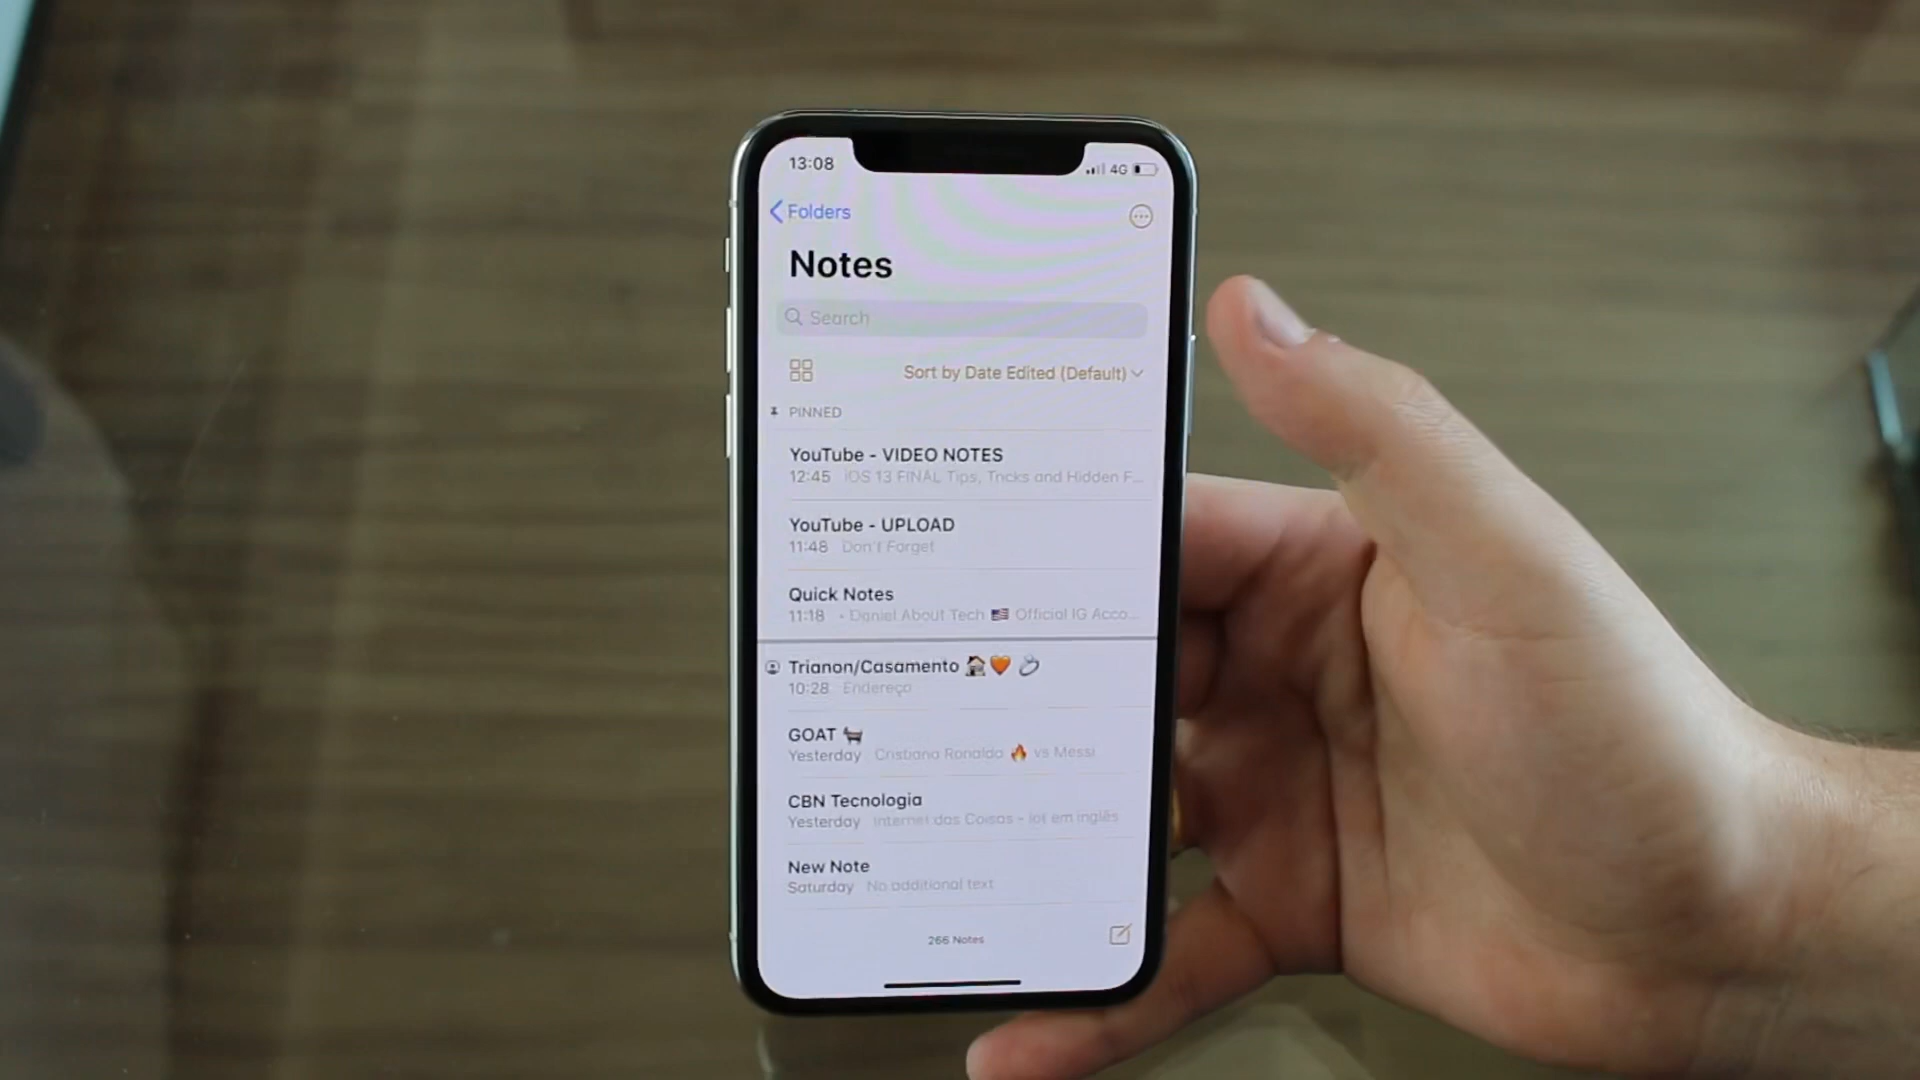 13:08
4G
Folders
Notes
Search
Sort by Date Edited (Default)
PINNED
YouTube - VIDEO NOTES
12:45 iOS 13 FINAL Tips, Tricks and Hidden F...
YouTube - UPLOAD
11:48 Don't Forget
Quick Notes
11:18 - Daniel About Tech 🇺🇸 Official IG Acco...
Trianon/Casamento 🏠🧡💍
10:28 Endereço
GOAT 🐐
Yesterday Cristiano Ronaldo 🔥 vs Messi
CBN Tecnologia
Yesterday Internet das Coisas - Iot em inglês
New Note
Saturday No additional text
266 Notes